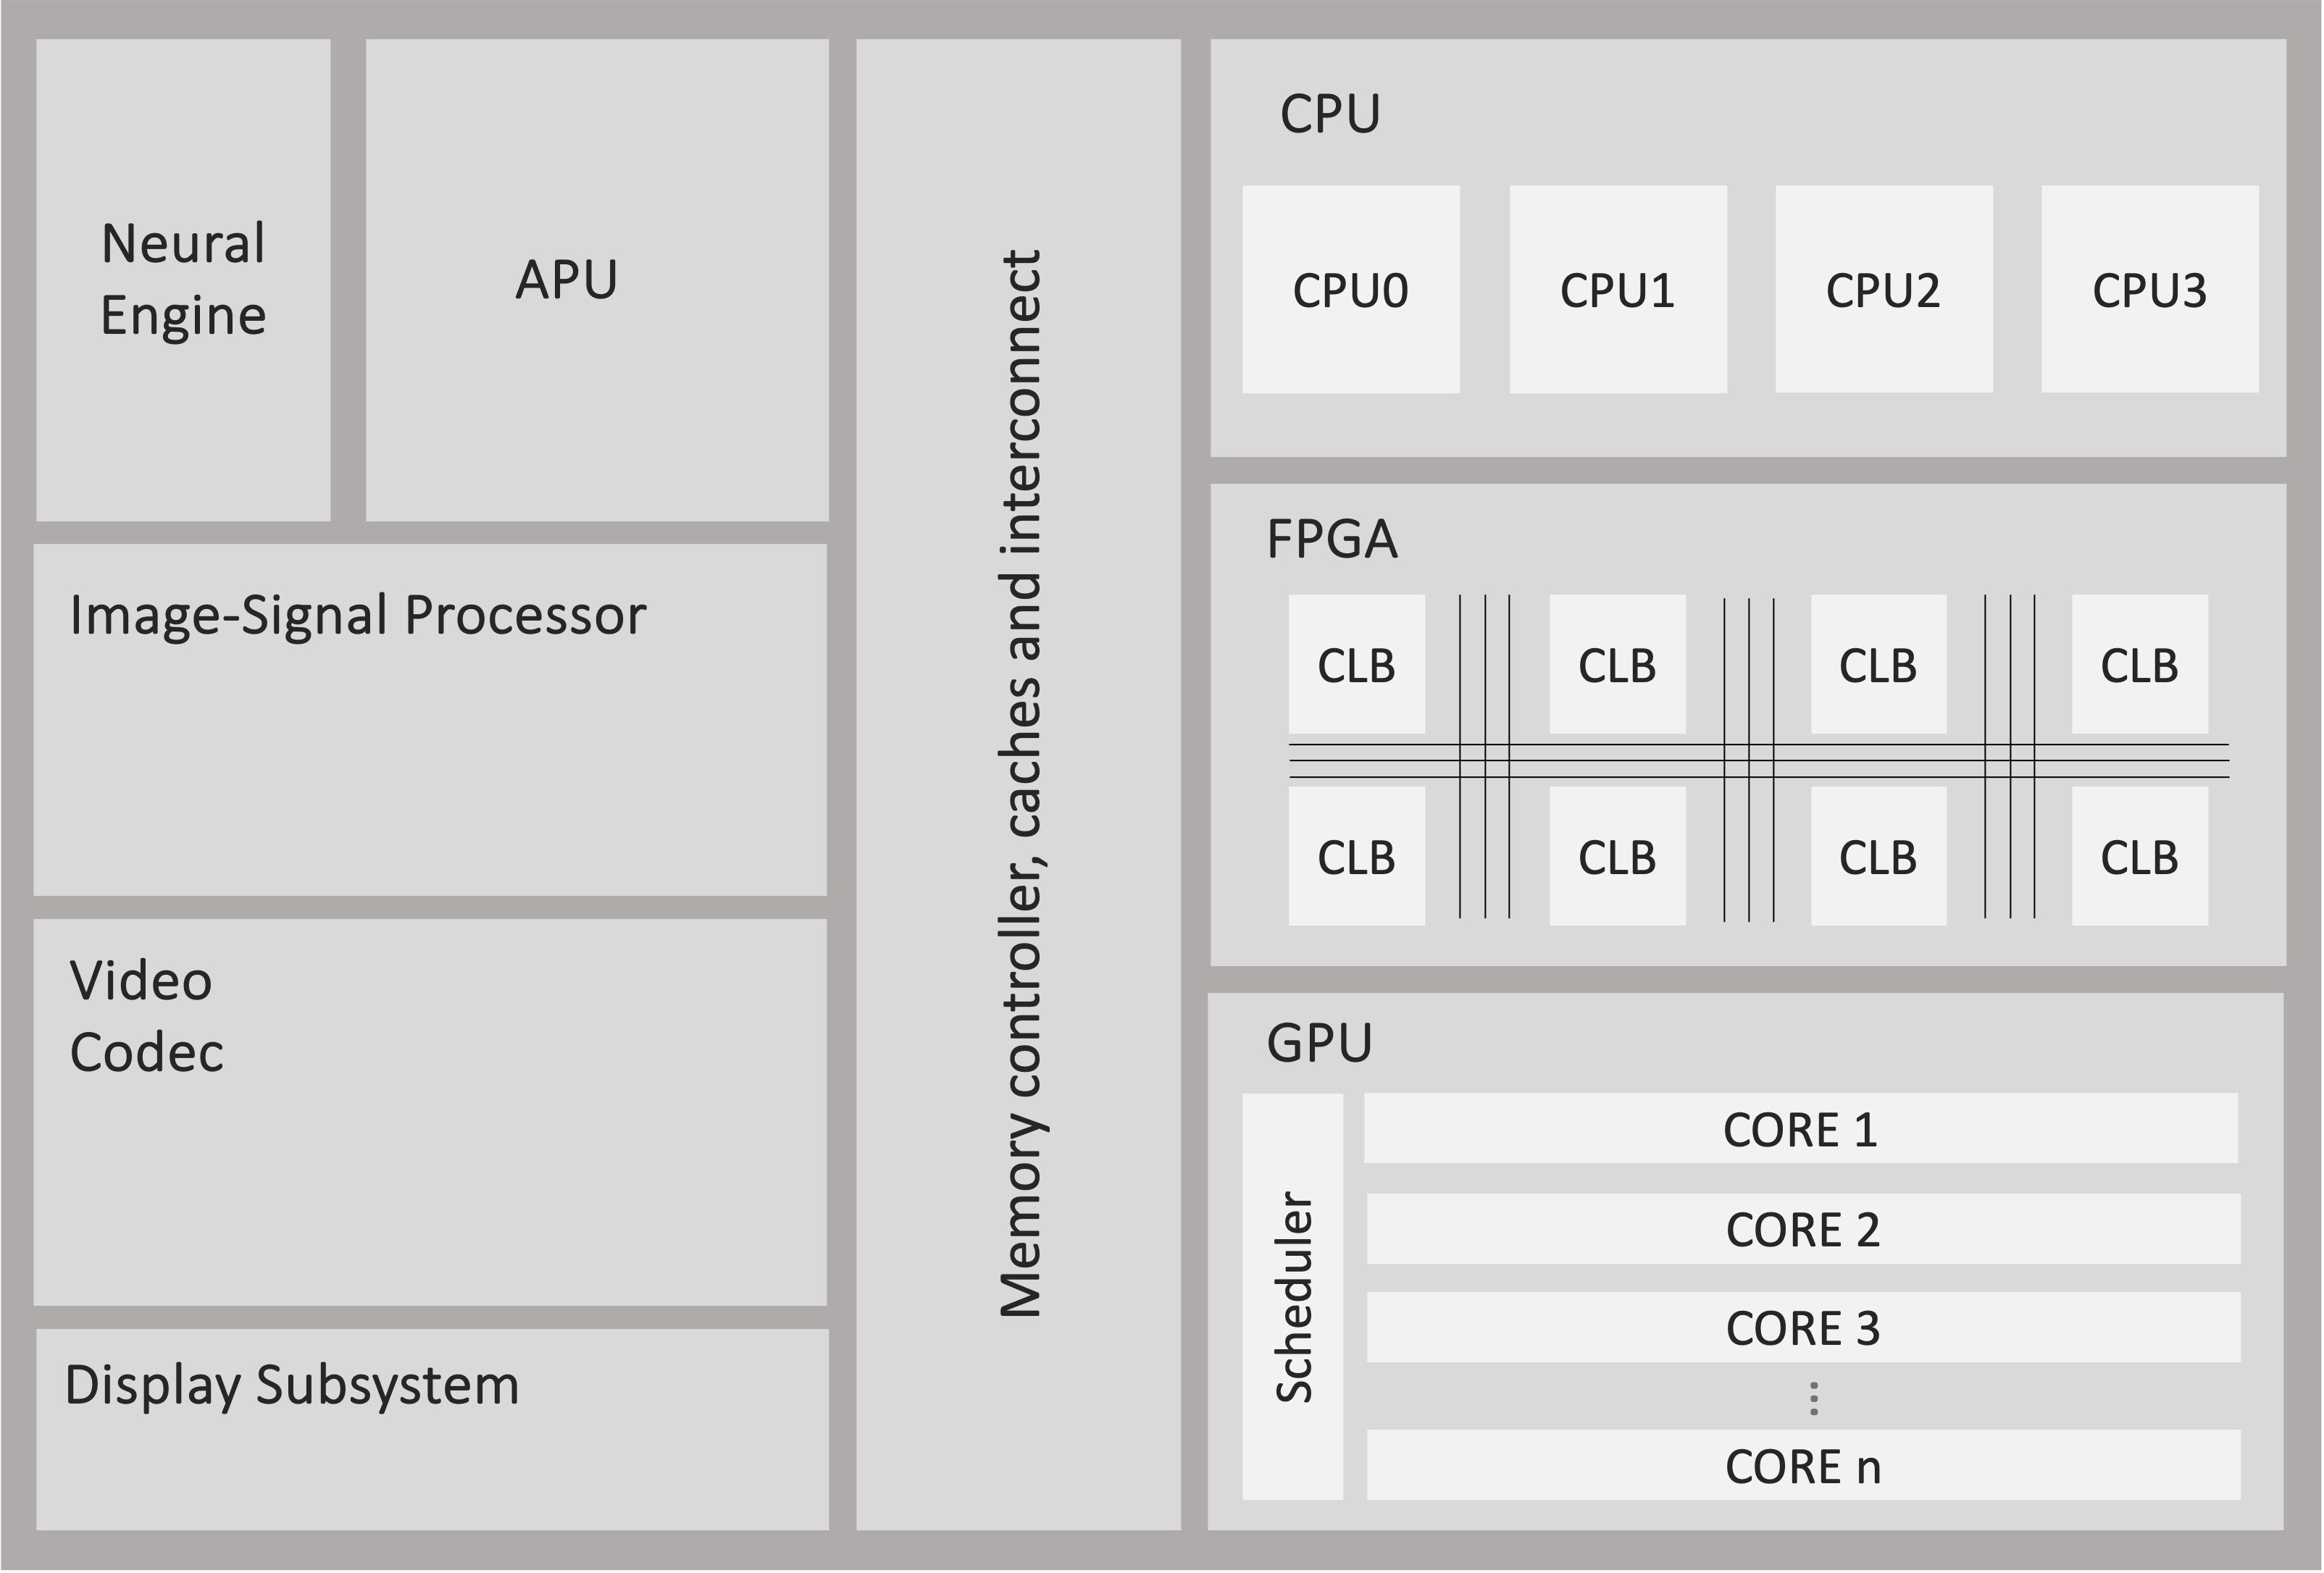 Neural
Engine
APU
Image-Signal Processor
Video
Codec
Display Subsystem
Memory controller, caches and interconnect
CPU
CPU0
CPU1
CPU2
CPU3
FPGA
CLB
CLB
CLB
CLB
CLB
CLB
CLB
CLB
GPU
Scheduler
CORE 1
CORE 2
CORE 3
CORE n